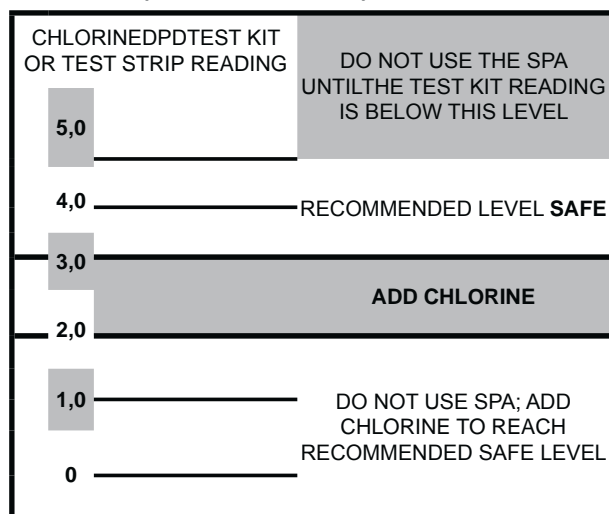 CHLORINEDPDTEST KIT
OR TEST STRIP READING
DO NOT USE THE SPA
UNTILTHE TEST KIT READING
IS BELOW THIS LEVEL
5,0
4,0
RECOMMENDED LEVEL SAFE
3,0
ADD CHLORINE
2,0
1,0
DO NOT USE SPA; ADD
CHLORINE TO REACH
RECOMMENDED SAFE LEVEL
0